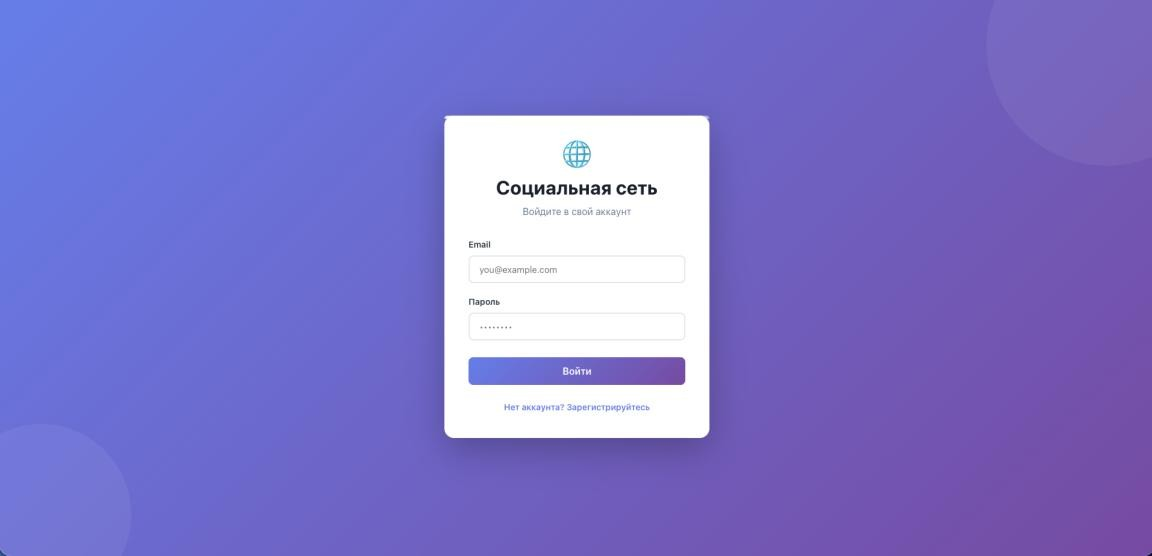 Социальная сеть
Войдите в свой аккаунт
Email
you@example.com
Пароль
••••••••
Войти
Нет аккаунта? Зарегистрируйтесь